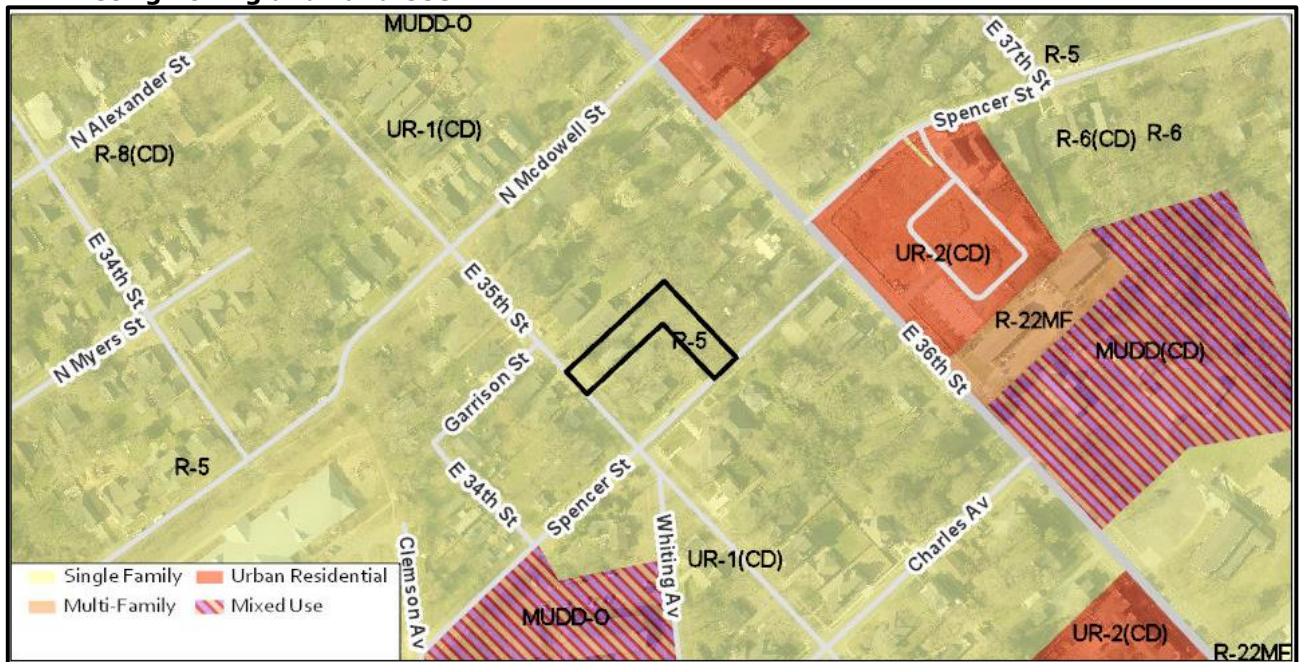 MUDD-O
E 37th St
R-5
N Alexander St
Spencer St
UR-1(CD)
N Mcdowell St
R-6(CD)
R-6
R-8(CD)
E 34th St
UR-2(CD)
E 35th St
R-22MF
N Myers St
R-5
MUDD(CD)
E 36th St
Garrison St
R-5
E 34th St
Spencer St
Whiting Av
Charles Av
Clemson Av
UR-1(CD)
Single Family
Urban Residential
Multi-Family
Mixed Use
MUDD-O
UR-2(CD)
R-22MF